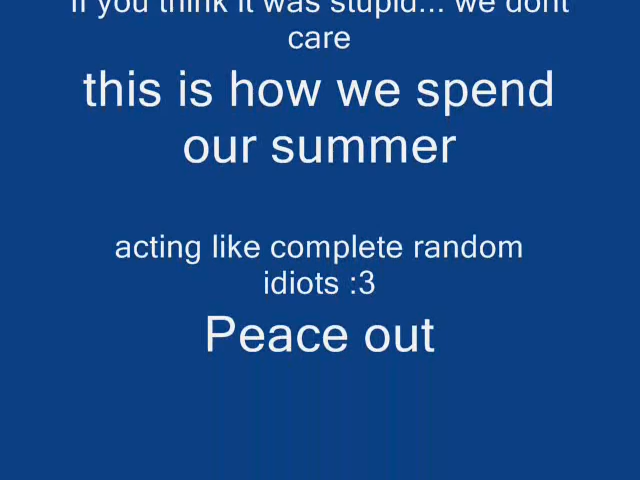 if you think it was stupid... we dont
care
this is how we spend
our summer
acting like complete random
idiots :3
Peace out